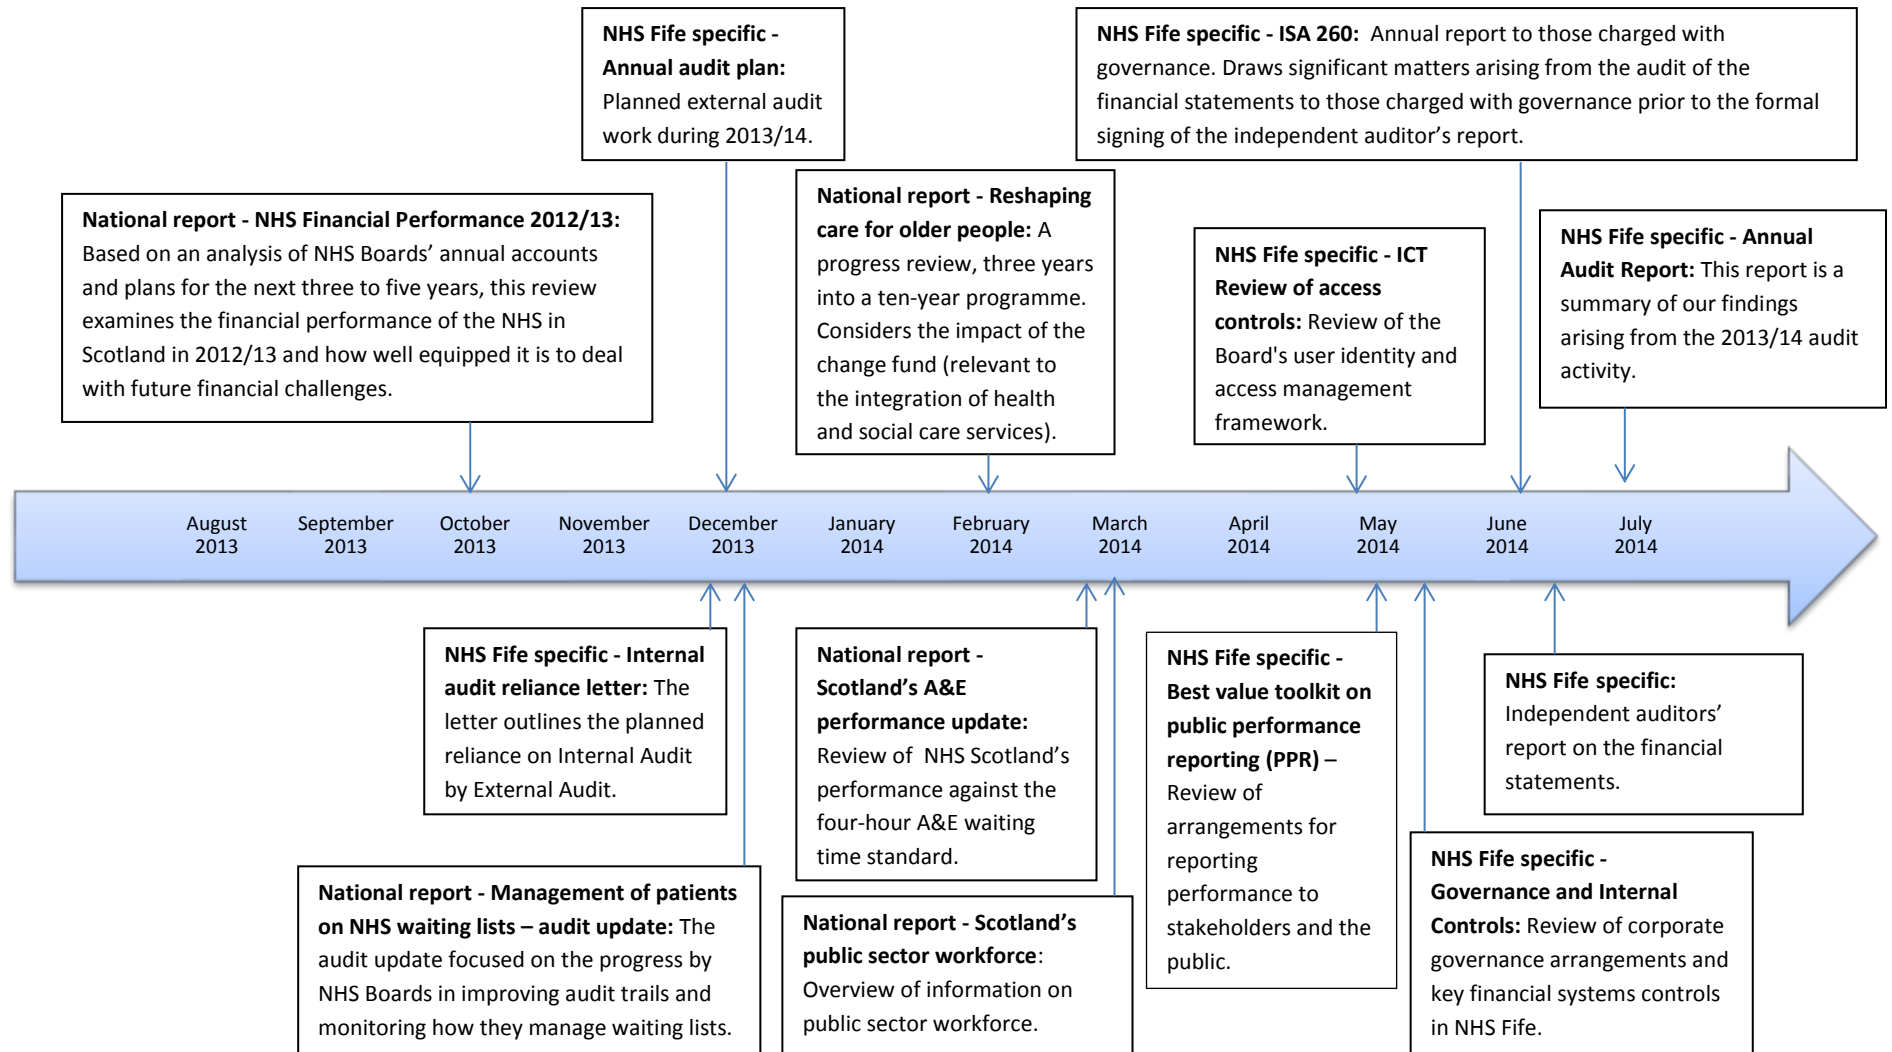 NHS Fife specific -
Annual audit plan:
Planned external audit
work during 2013/14.
NHS Fife specific - ISA 260:  Annual report to those charged with
governance. Draws significant matters arising from the audit of the
financial statements to those charged with governance prior to the formal
signing of the independent auditor’s report.
National report - NHS Financial Performance 2012/13:
Based on an analysis of NHS Boards’ annual accounts
and plans for the next three to five years, this review
examines the financial performance of the NHS in
Scotland in 2012/13 and how well equipped it is to deal
with future financial challenges.
National report - Reshaping
care for older people: A
progress review, three years
into a ten-year programme.
Considers the impact of the
change fund (relevant to
the integration of health
and social care services).
NHS Fife specific - ICT
Review of access
controls: Review of the
Board's user identity and
access management
framework.
NHS Fife specific - Annual
Audit Report: This report is a
summary of our findings
arising from the 2013/14 audit
activity.
August
2013
September
2013
October
2013
November
2013
December
2013
January
2014
February
2014
March
2014
April
2014
May
2014
June
2014
July
2014
NHS Fife specific - Internal
audit reliance letter: The
letter outlines the planned
reliance on Internal Audit
by External Audit.
National report - Management of patients
on NHS waiting lists – audit update: The
audit update focused on the progress by
NHS Boards in improving audit trails and
monitoring how they manage waiting lists.
National report -
Scotland’s A&E
performance update:
Review of  NHS Scotland’s
performance against the
four-hour A&E waiting
time standard.
National report - Scotland’s
public sector workforce:
Overview of information on
public sector workforce.
NHS Fife specific -
Best value toolkit on
public performance
reporting (PPR) –
Review of
arrangements for
reporting
performance to
stakeholders and the
public.
NHS Fife specific:
Independent auditors’
report on the financial
statements.
NHS Fife specific -
Governance and Internal
Controls: Review of corporate
governance arrangements and
key financial systems controls
in NHS Fife.